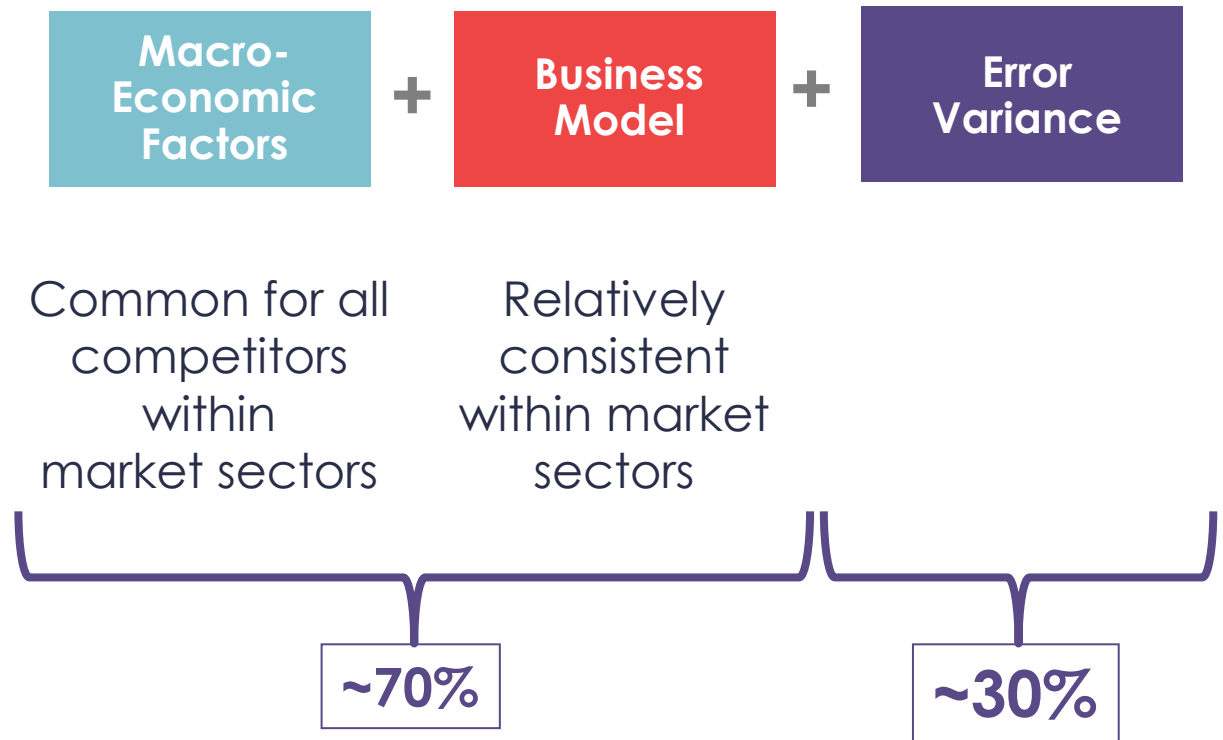 Macro-
Economic
Factors
+
Business
Model
+
Error
Variance
Common for all
competitors
within
market sectors
Relatively
consistent
within market
sectors
~70%
~30%